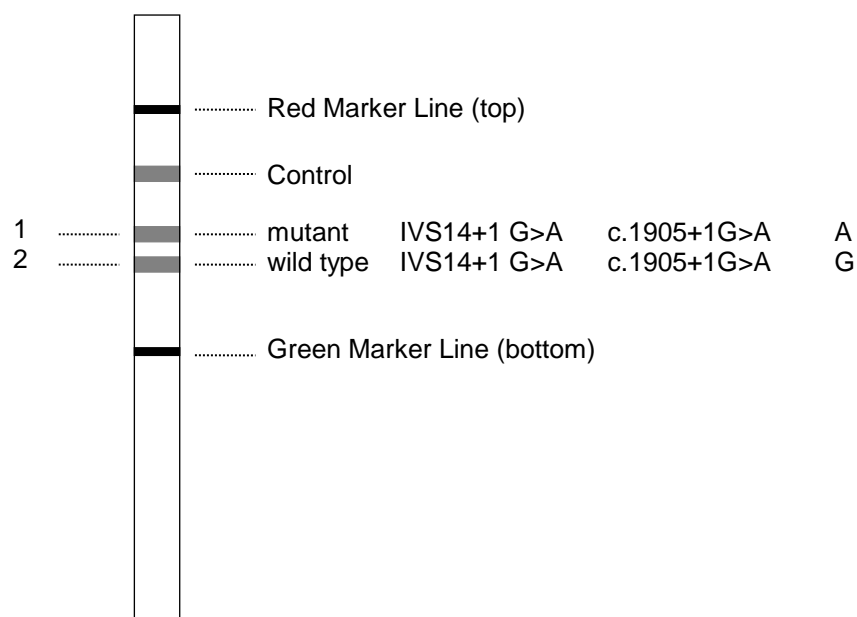 Red Marker Line (top)
Control
1 mutant IVS14+1 G>A c.1905+1G>A A
2 wild type IVS14+1 G>A c.1905+1G>A G
Green Marker Line (bottom)